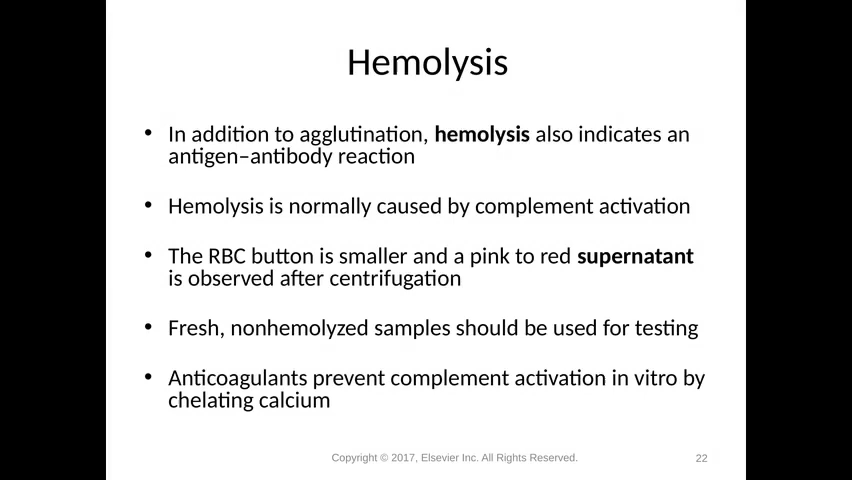 Hemolysis
• In addition to agglutination, hemolysis also indicates an
antigen–antibody reaction
• Hemolysis is normally caused by complement activation
• The RBC button is smaller and a pink to red supernatant
is observed after centrifugation
• Fresh, nonhemolyzed samples should be used for testing
• Anticoagulants prevent complement activation in vitro by
chelating calcium
Copyright © 2017, Elsevier Inc. All Rights Reserved.
22